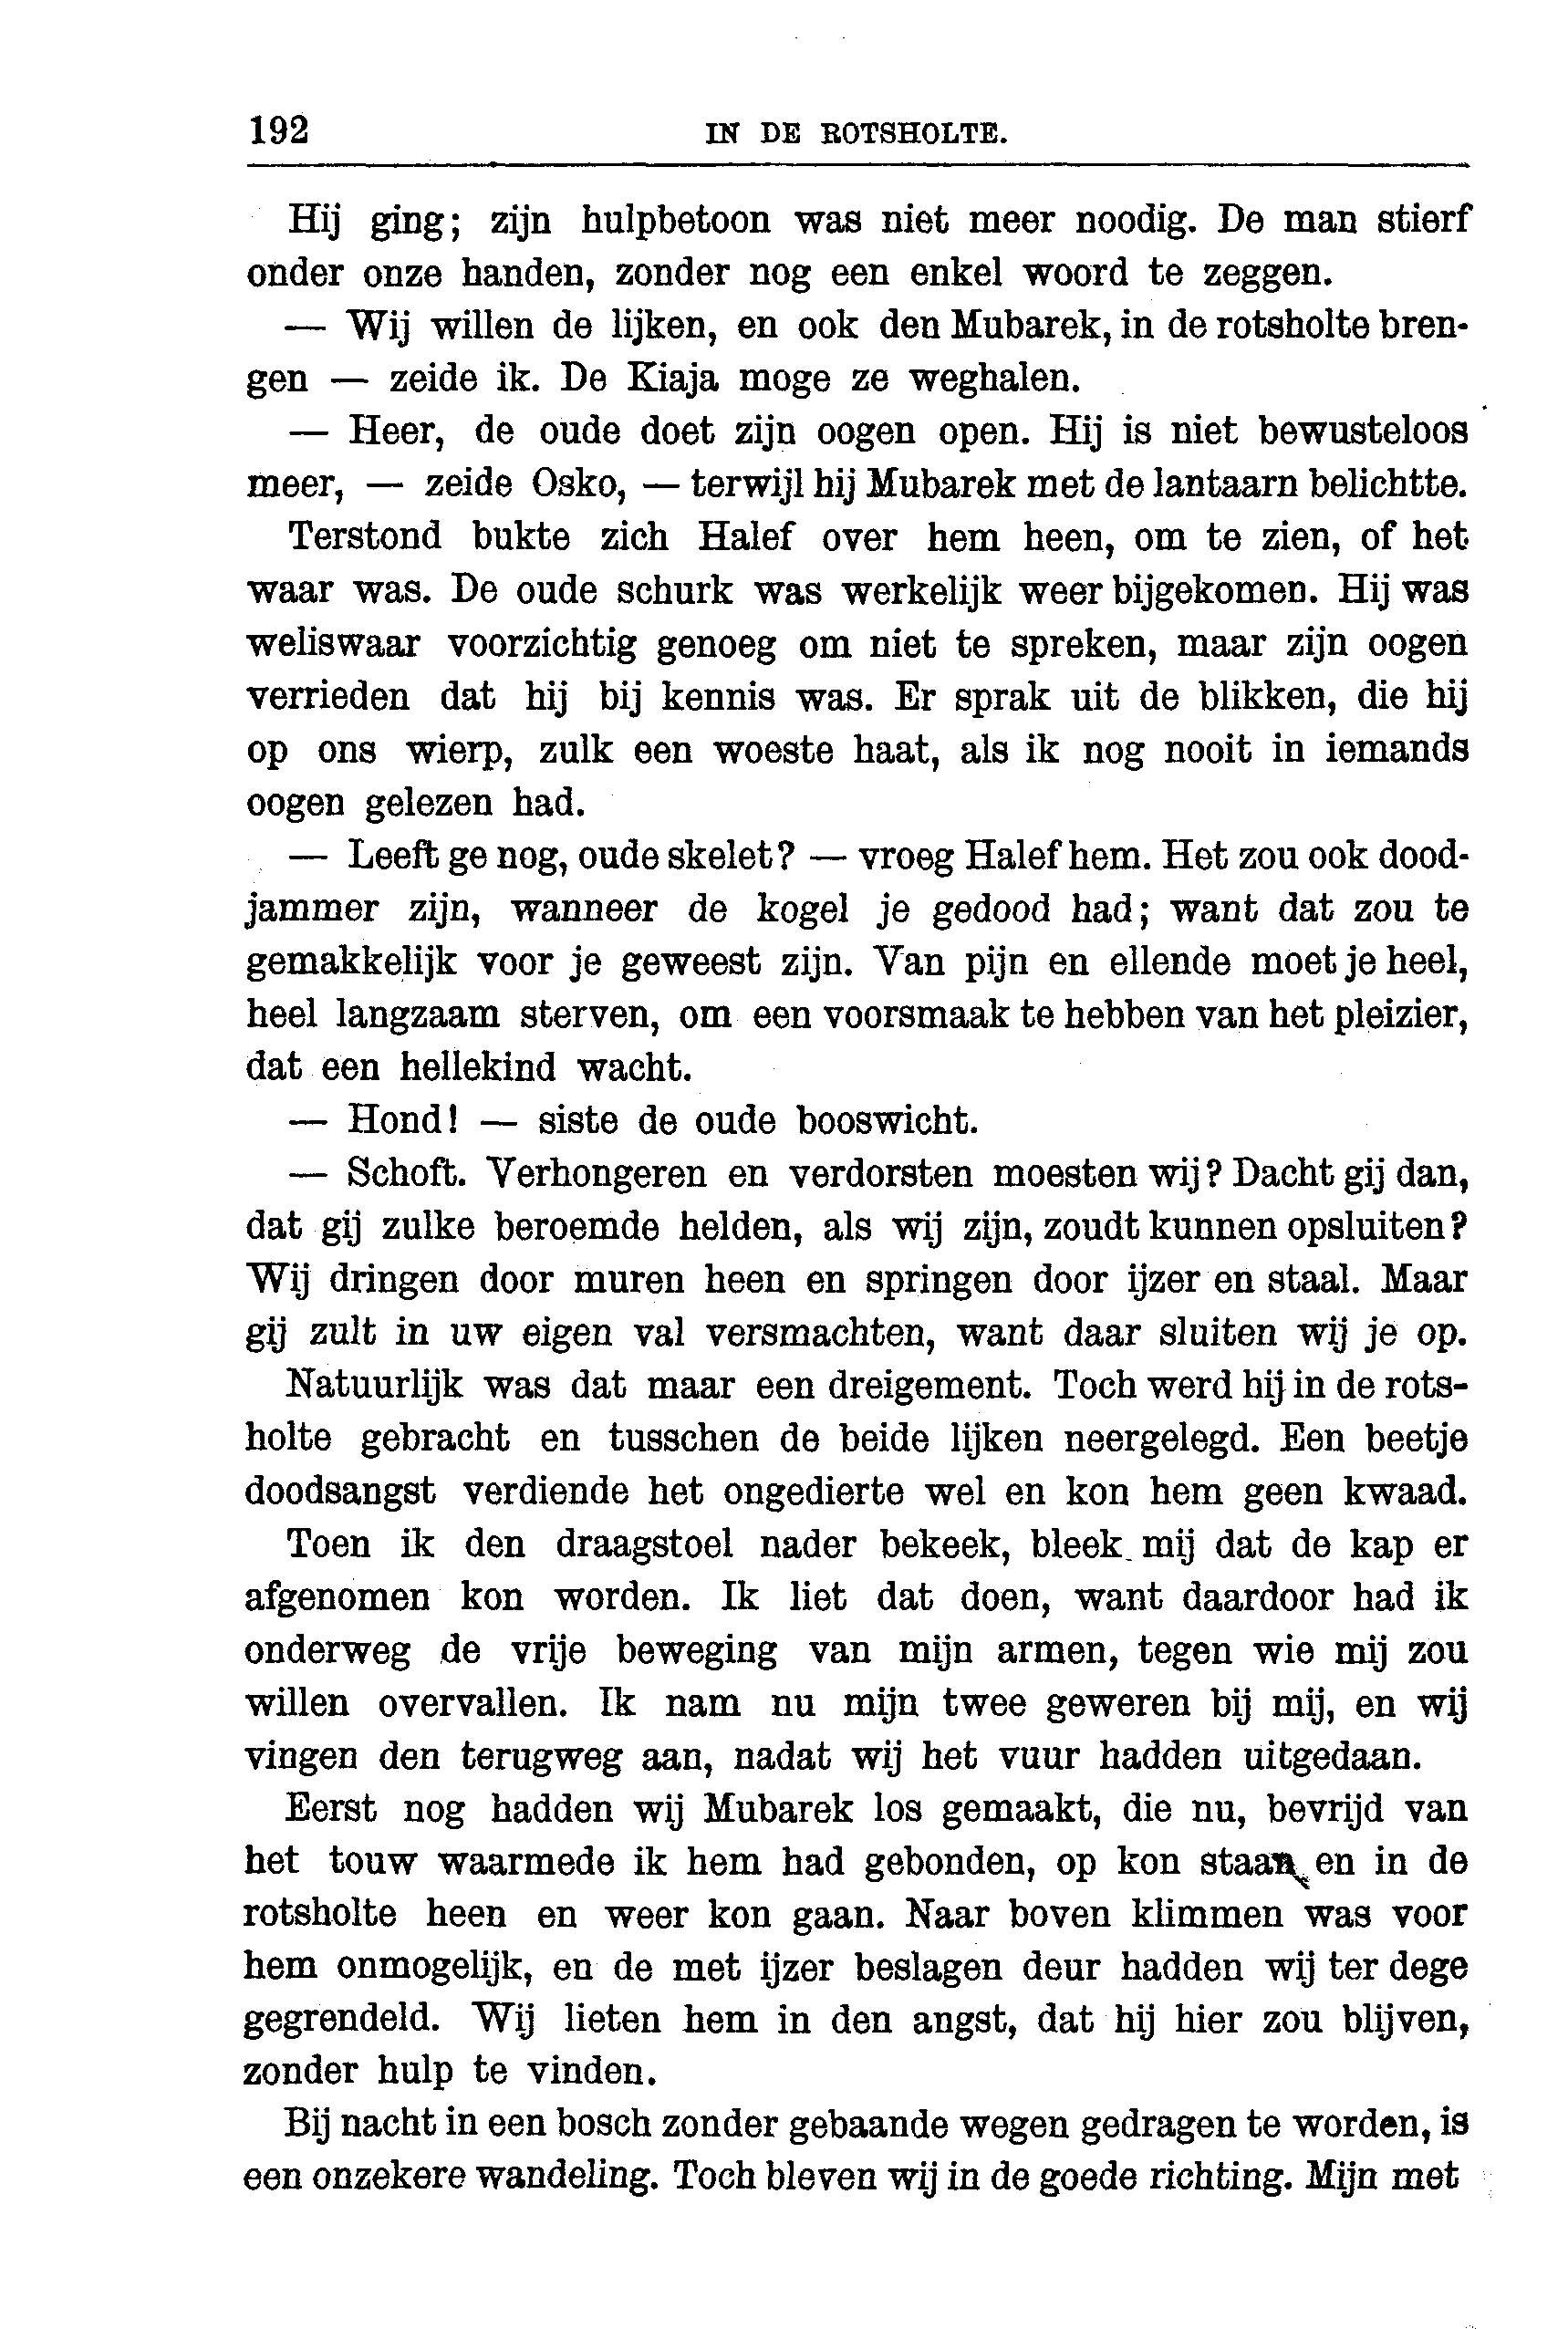 192
IN DE ROTSHOLTE.
Hij ging; zijn hulpbetoon was niet meer noodig. De man stierf
onder onze handen, zonder nog een enkel woord te zeggen.
— Wij willen de lijken, en ook den Mubarek, in de rotsholte bren-
gen — zeide ik. De Kiaja moge ze weghalen.
— Heer, de oude doet zijn oogen open. Hij is niet bewusteloos
meer, — zeide Osko, — terwijl hij Mubarek met de lantaarn belichtte.
Terstond bukte zich Halef over hem heen, om te zien, of het
waar was. De oude schurk was werkelijk weer bijgekomen. Hij was
weliswaar voorzichtig genoeg om niet te spreken, maar zijn oogen
verrieden dat hij bij kennis was. Er sprak uit de blikken, die hij
op ons wierp, zulk een woeste haat, als ik nog nooit in iemands
oogen gelezen had.
— Leeft ge nog, oude skelet? — vroeg Halef hem. Het zou ook dood-
jammer zijn, wanneer de kogel je gedood had; want dat zou te
gemakkelijk voor je geweest zijn. Van pijn en ellende moet je heel,
heel langzaam sterven, om een voorsmaak te hebben van het pleizier,
dat een hellekind wacht.
— Hond! — siste de oude booswicht.
— Schoft. Verhongeren en verdorsten moesten wij? Dacht gij dan,
dat gij zulke beroemde helden, als wij zijn, zoudt kunnen opsluiten?
Wij dringen door muren heen en springen door ijzer en staal. Maar
gij zult in uw eigen val versmachten, want daar sluiten wij je op.
Natuurlijk was dat maar een dreigement. Toch werd hij in de rots-
holte gebracht en tusschen de beide lijken neergelegd. Een beetje
doodsangst verdiende het ongedierte wel en kon hem geen kwaad.
Toen ik den draagstoel nader bekeek, bleek mij dat de kap er
afgenomen kon worden. Ik liet dat doen, want daardoor had ik
onderweg de vrije beweging van mijn armen, tegen wie mij zou
willen overvallen. Ik nam nu mijn twee geweren bij mij, en wij
vingen den terugweg aan, nadat wij het vuur hadden uitgedaan.
Eerst nog hadden wij Mubarek los gemaakt, die nu, bevrijd van
het touw waarmede ik hem had gebonden, op kon staan en in de
rotsholte heen en weer kon gaan. Naar boven klimmen was voor
hem onmogelijk, en de met ijzer beslagen deur hadden wij ter dege
gegrendeld. Wij lieten hem in den angst, dat hij hier zou blijven,
zonder hulp te vinden.
Bij nacht in een bosch zonder gebaande wegen gedragen te worden, is
een onzekere wandeling. Toch bleven wij in de goede richting. Mijn met